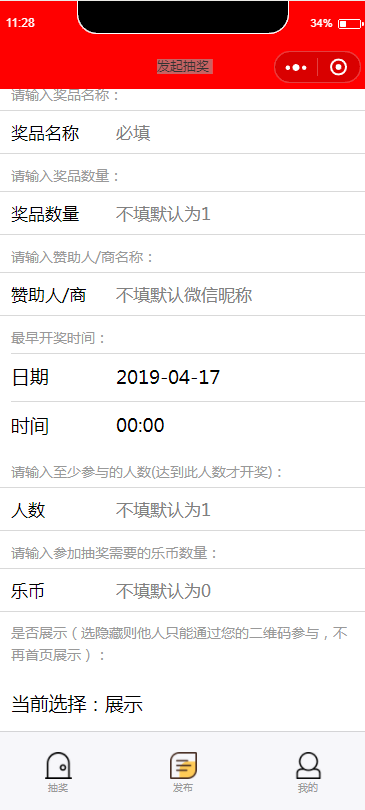 11:28
34%
发起抽奖
请输入奖品名称：
奖品名称 必填
请输入奖品数量：
奖品数量 不填默认为1
请输入赞助人/商名称：
赞助人/商 不填默认微信昵称
最早开奖时间：
日期 2019-04-17
时间 00:00
请输入至少参与的人数(达到此人数才开奖)：
人数 不填默认为1
请输入参加抽奖需要的乐币数量：
乐币 不填默认为0
是否展示（选隐藏则他人只能通过您的二维码参与，不
再首页展示）：
当前选择：展示
抽奖 发布 我的